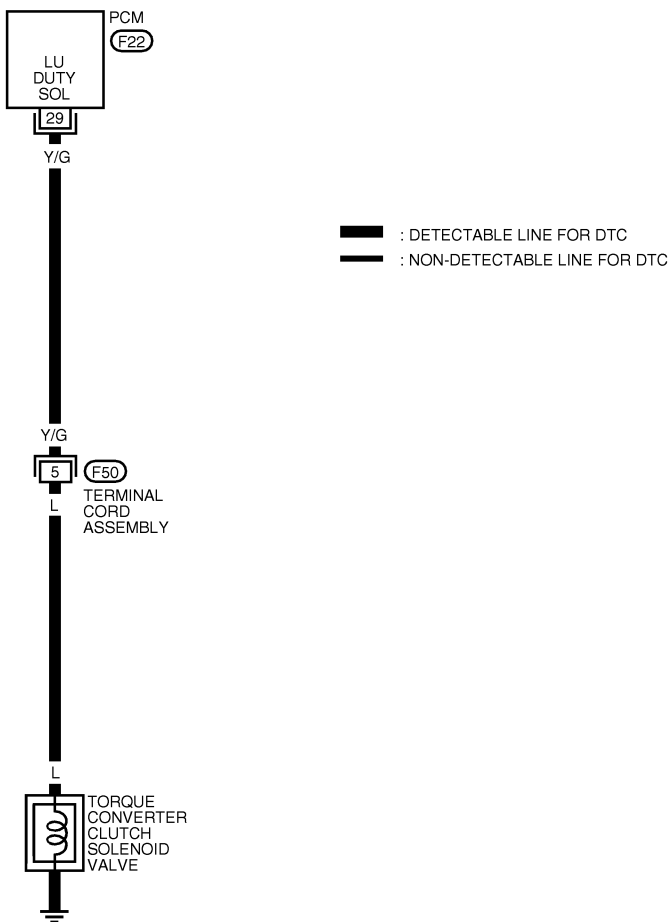 PCM
F22
LU
DUTY
SOL
29
Y/G
: DETECTABLE LINE FOR DTC
: NON-DETECTABLE LINE FOR DTC
Y/G
5
F50
TERMINAL
CORD
ASSEMBLY
L
L
TORQUE
CONVERTER
CLUTCH
SOLENOID
VALVE